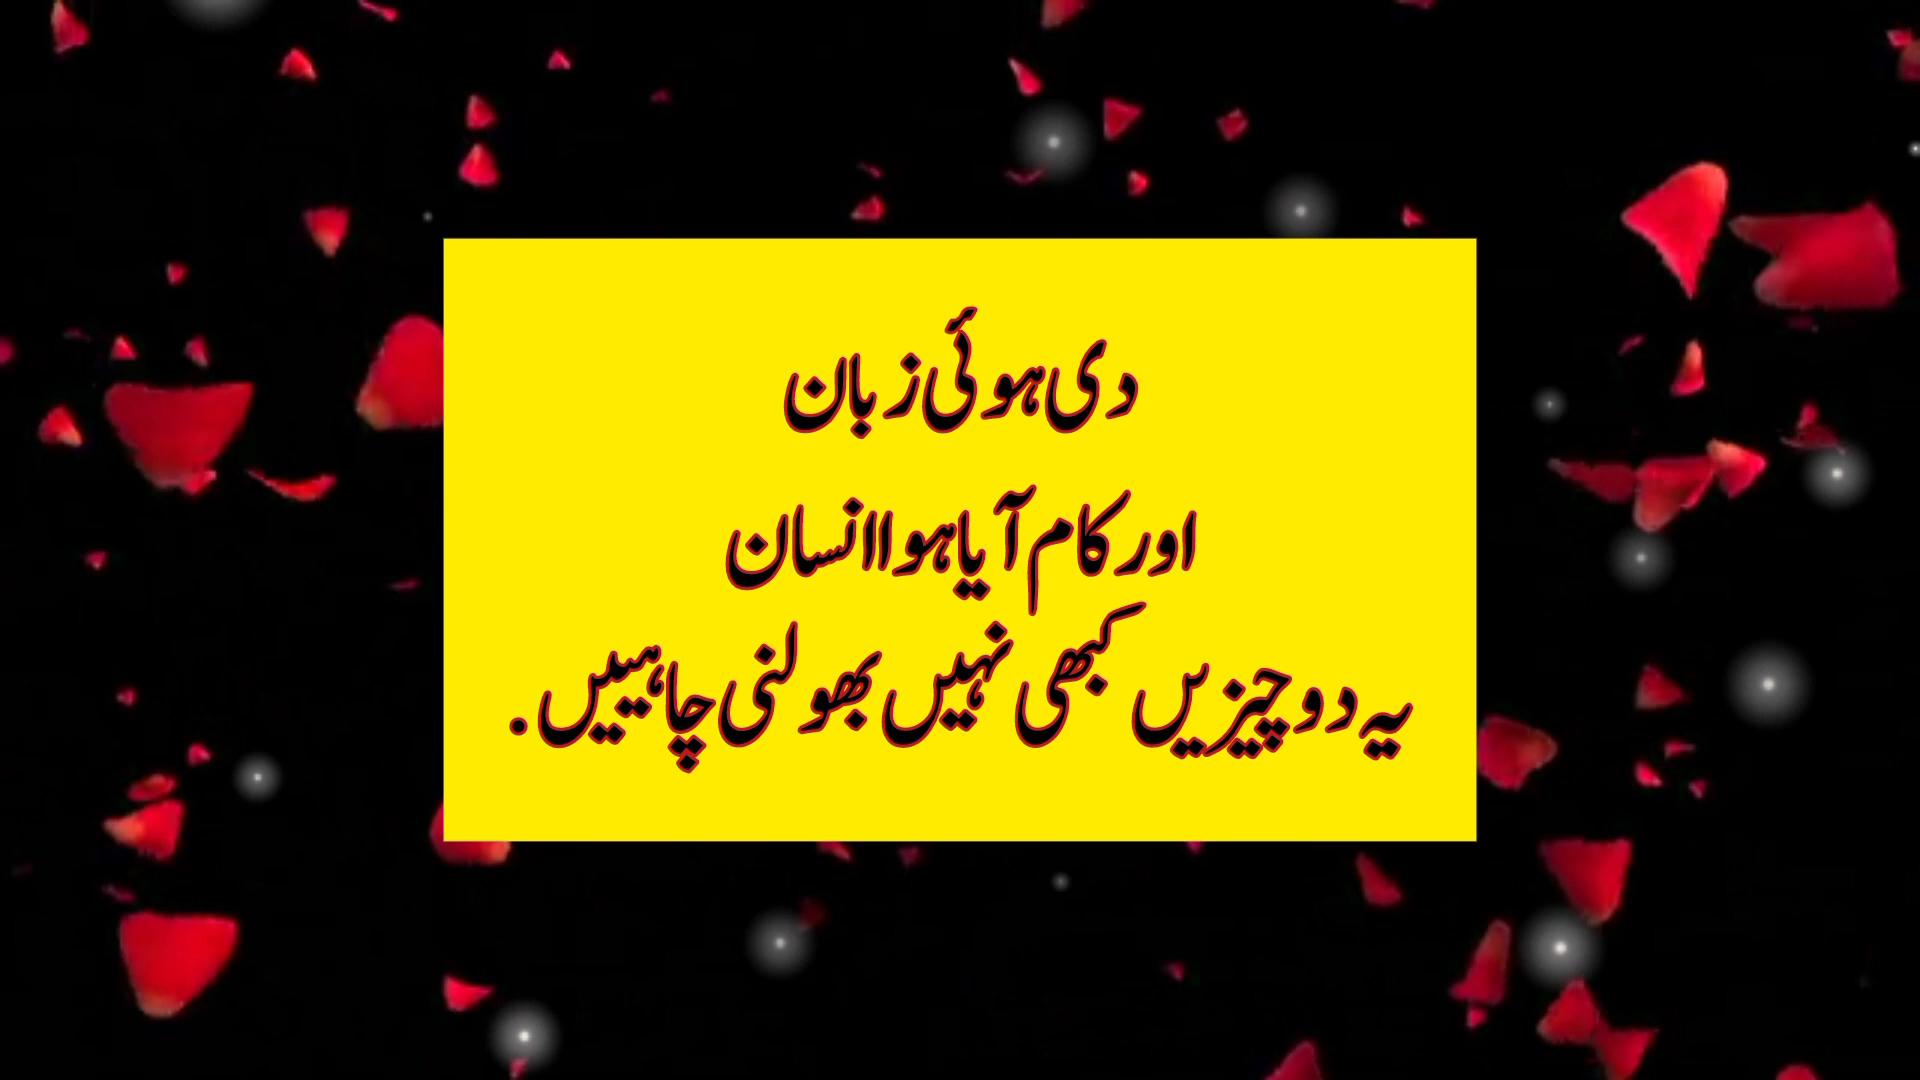 دی ہوئی زبان
اور کام آیا ہوا انسان
یہ دو چیزیں کبھی نہیں بھولنی چاہییں.